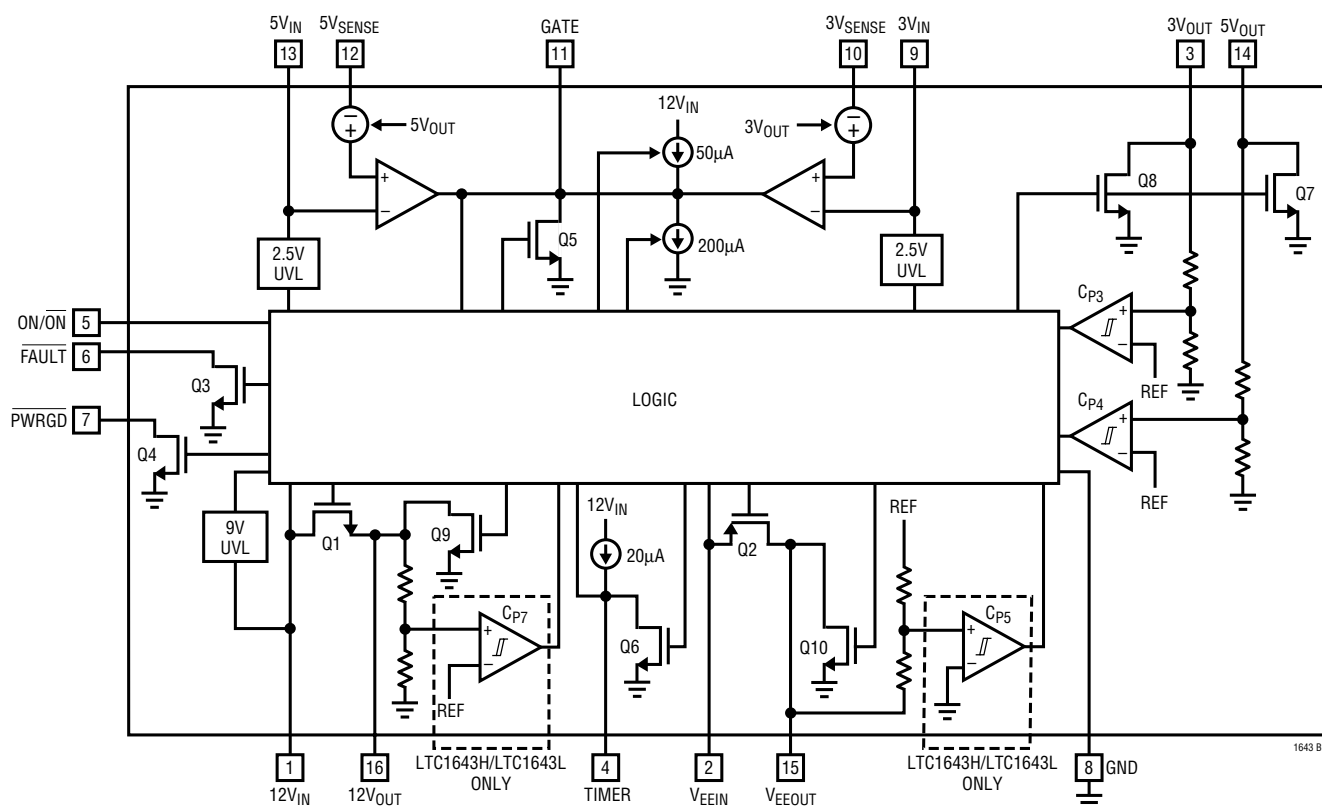 5VIN
5VSENSE
GATE
3VSENSE
3VIN
3VOUT
5VOUT
13
12
11
10
9
3
14
12VIN
−
+
5VOUT
3VOUT
−
+
50µA
+
−
+
−
Q8
Q7
Q5
200µA
2.5V
UVL
2.5V
UVL
CP3
+
−
REF
ON/ON
5
FAULT
6
Q3
LOGIC
PWRGD
7
Q4
CP4
+
−
REF
9V
UVL
Q1
Q9
12VIN
20µA
Q2
REF
CP7
+
−
REF
Q6
Q10
CP5
+
−
1643 B
1
16
LTC1643H/LTC1643L
ONLY
4
2
15
LTC1643H/LTC1643L
ONLY
8
GND
12VIN
12VOUT
TIMER
VEEIN
VEEOUT